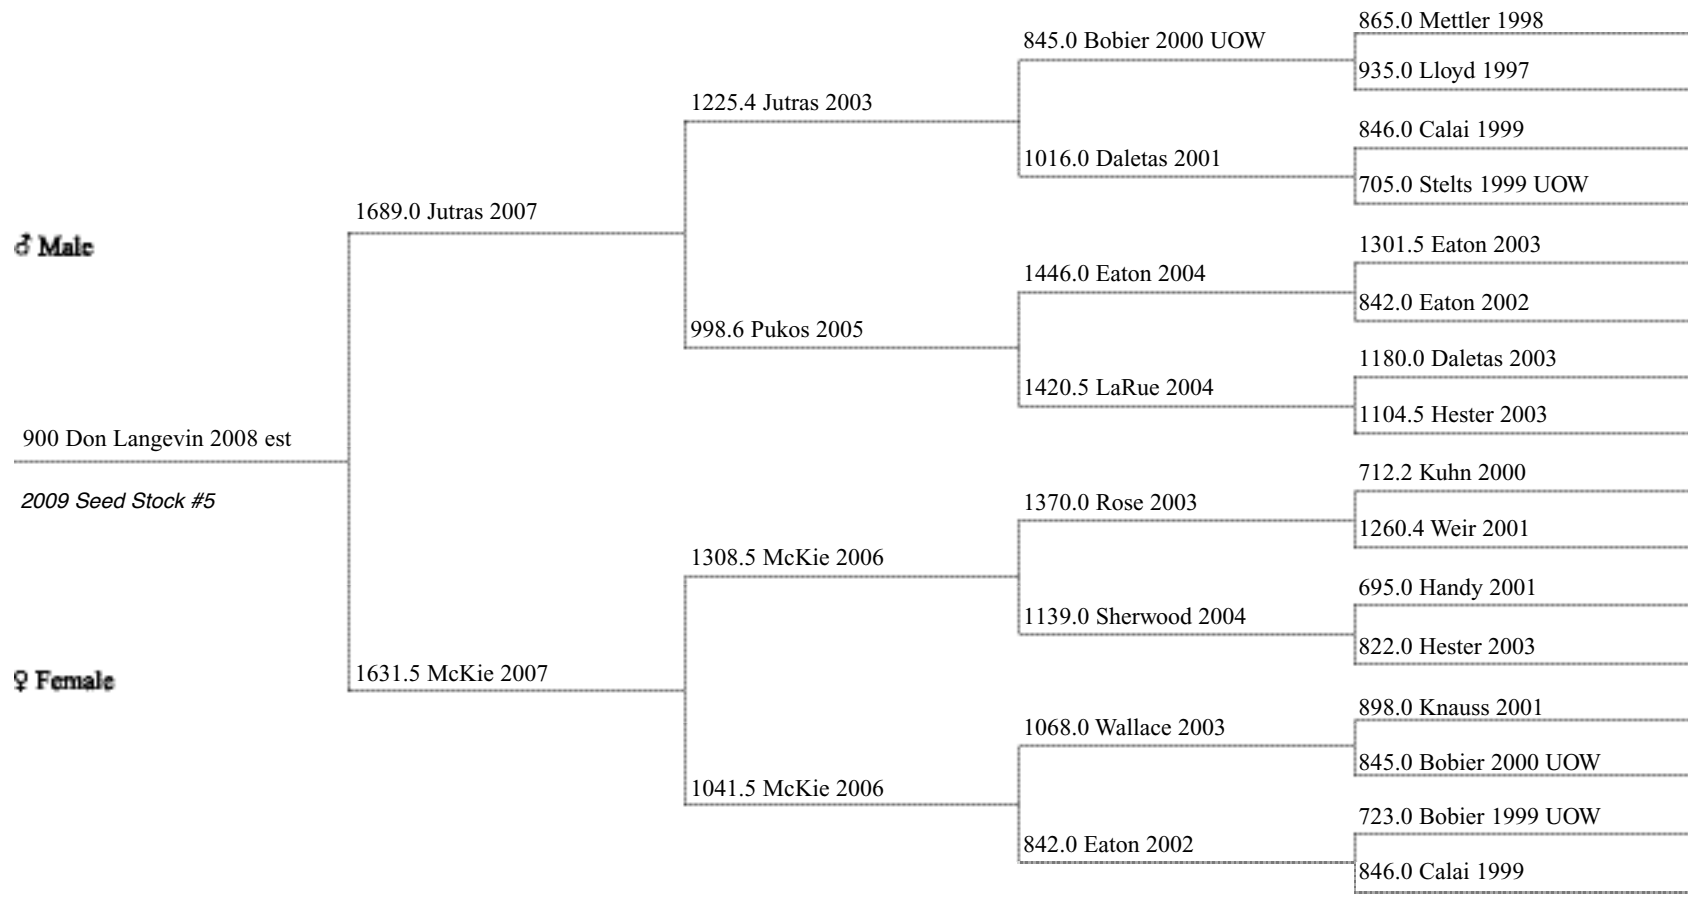 865.0 Mettler 1998
845.0 Bobier 2000 UOW
935.0 Lloyd 1997
1225.4 Jutras 2003
846.0 Calai 1999
1016.0 Daletas 2001
705.0 Stelts 1999 UOW
1689.0 Jutras 2007
♂ Male
1301.5 Eaton 2003
1446.0 Eaton 2004
842.0 Eaton 2002
998.6 Pukos 2005
1180.0 Daletas 2003
1420.5 LaRue 2004
1104.5 Hester 2003
900 Don Langevin 2008 est
2009 Seed Stock #5
712.2 Kuhn 2000
1370.0 Rose 2003
1260.4 Weir 2001
1308.5 McKie 2006
695.0 Handy 2001
1139.0 Sherwood 2004
822.0 Hester 2003
1631.5 McKie 2007
♀ Female
898.0 Knauss 2001
1068.0 Wallace 2003
845.0 Bobier 2000 UOW
1041.5 McKie 2006
723.0 Bobier 1999 UOW
842.0 Eaton 2002
846.0 Calai 1999